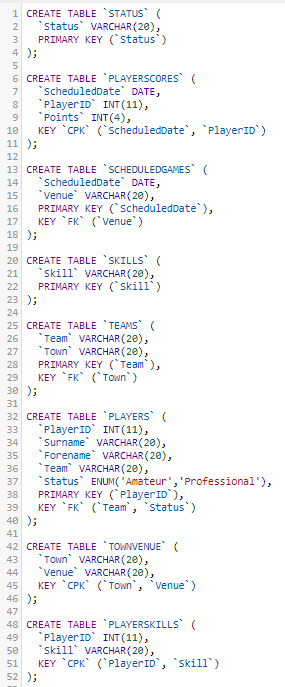 1 CREATE TABLE `STATUS` (
2 `Status` VARCHAR(20),
3 PRIMARY KEY (`Status`)
4 );
5
6 CREATE TABLE `PLAYERSCORES` (
7 `ScheduledDate` DATE,
8 `PlayerID` INT(11),
9 `Points` INT(4),
10 KEY `CPK` (`ScheduledDate`, `PlayerID`)
11 );
12
13 CREATE TABLE `SCHEDULEDGAMES` (
14 `ScheduledDate` DATE,
15 `Venue` VARCHAR(20),
16 PRIMARY KEY (`ScheduledDate`),
17 KEY `FK` (`Venue`)
18 );
19
20 CREATE TABLE `SKILLS` (
21 `Skill` VARCHAR(20),
22 PRIMARY KEY (`Skill`)
23 );
24
25 CREATE TABLE `TEAMS` (
26 `Team` VARCHAR(20),
27 `Town` VARCHAR(20),
28 PRIMARY KEY (`Team`),
29 KEY `FK` (`Town`)
30 );
31
32 CREATE TABLE `PLAYERS` (
33 `PlayerID` INT(11),
34 `Surname` VARCHAR(20),
35 `Forename` VARCHAR(20),
36 `Team` VARCHAR(20),
37 `Status` ENUM('Amateur','Professional'),
38 PRIMARY KEY (`PlayerID`),
39 KEY `FK` (`Team`, `Status`)
40 );
41
42 CREATE TABLE `TOWNVENUE` (
43 `Town` VARCHAR(20),
44 `Venue` VARCHAR(20),
45 KEY `CPK` (`Town`, `Venue`)
46 );
47
48 CREATE TABLE `PLAYERSKILLS` (
49 `PlayerID` INT(11),
50 `Skill` VARCHAR(20),
51 KEY `CPK` (`PlayerID`, `Skill`)
52 );